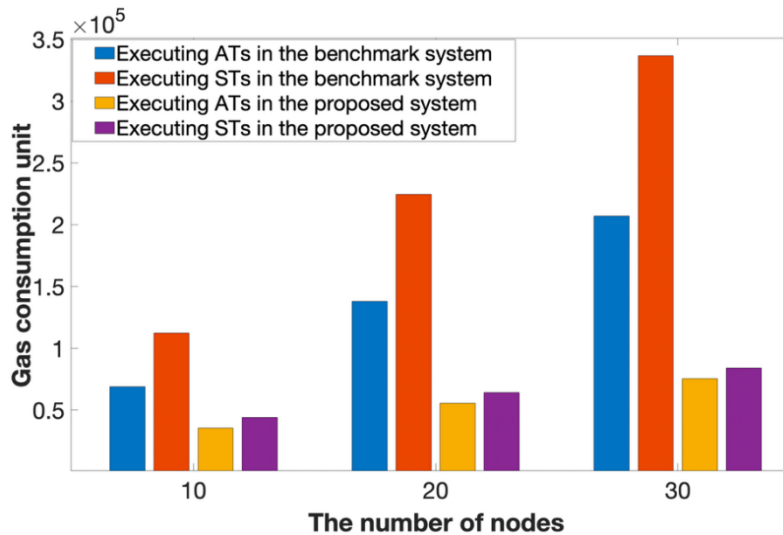 ×10⁵
3.5
3
2.5
2
1.5
1
0.5
Gas consumption unit
Executing ATs in the benchmark system
Executing STs in the benchmark system
Executing ATs in the proposed system
Executing STs in the proposed system
10 20 30
The number of nodes